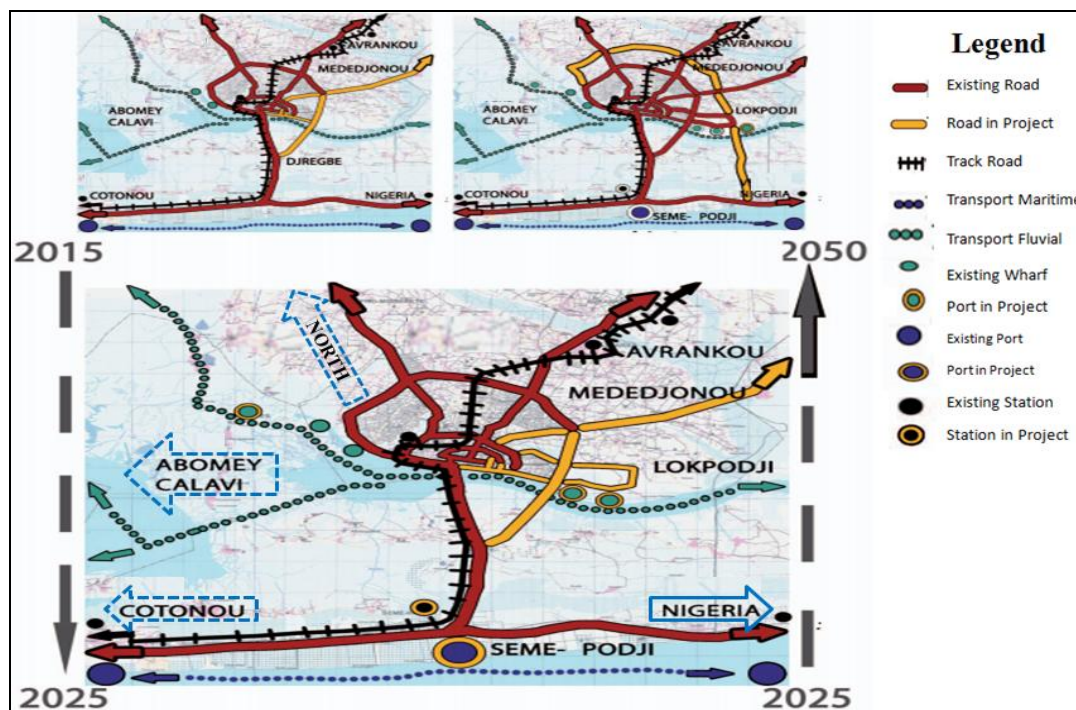 AVRANKOU
MEDEDJONOU
ABOMEY
CALAVI
DJREGBE
COTONOU
NIGERIA
AVRANKOU
MEDEDJONOU
ABOMEY
CALAVI
LOKPODJI
COTONOU
NIGERIA
SEME- PODJI
2015
2050
NORTH
AVRANKOU
MEDEDJONOU
ABOMEY
CALAVI
LOKPODJI
COTONOU
NIGERIA
SEME- PODJI
2025
2025
Legend
Existing Road
Road in Project
Track Road
Transport Maritime
Transport Fluvial
Existing Wharf
Port in Project
Existing Port
Port in Project
Existing Station
Station in Project